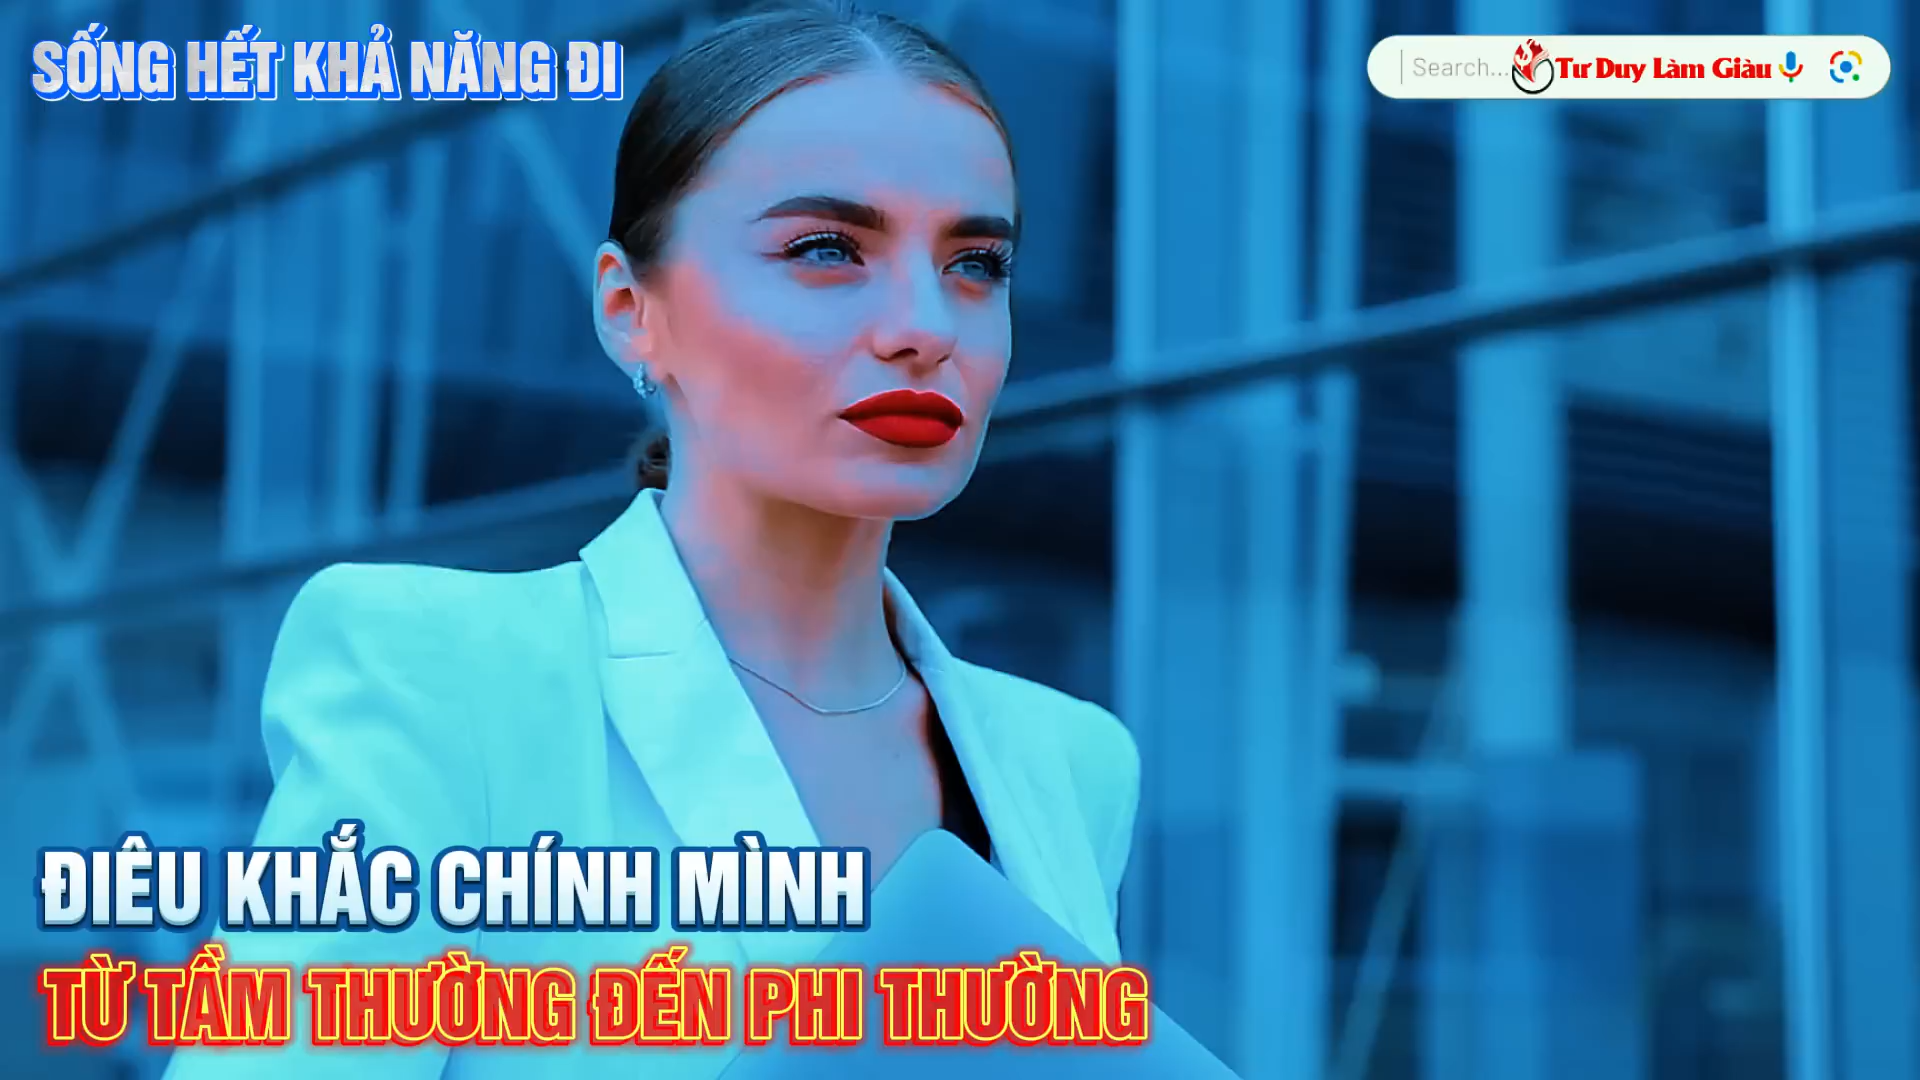 SỐNG HẾT KHẢ NĂNG ĐI
Search... Tư Duy Làm Giàu
ĐIÊU KHẮC CHÍNH MÌNH
TỪ TẦM THƯỜNG ĐẾN PHI THƯỜNG